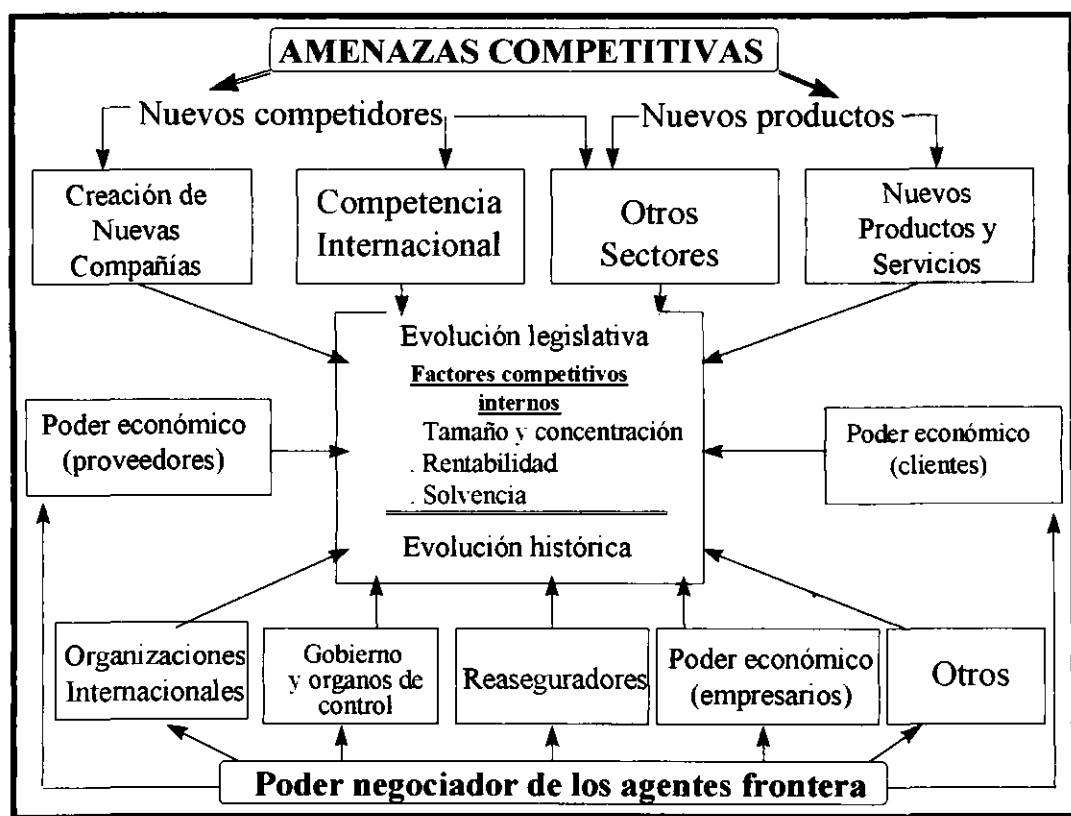 AMENAZAS COMPETITIVAS
Nuevos competidores
Nuevos productos
Creación de
Nuevas
Compañías
Competencia
Internacional
Otros
Sectores
Nuevos
Productos y
Servicios
Evolución legislativa
Factores competitivos
internos
Tamaño y concentración
. Rentabilidad
. Solvencia
Evolución histórica
Poder económico
(proveedores)
Poder económico
(clientes)
Organizaciones
Internacionales
Gobierno
y organos de
control
Reaseguradores
Poder económico
(empresarios)
Otros
Poder negociador de los agentes frontera